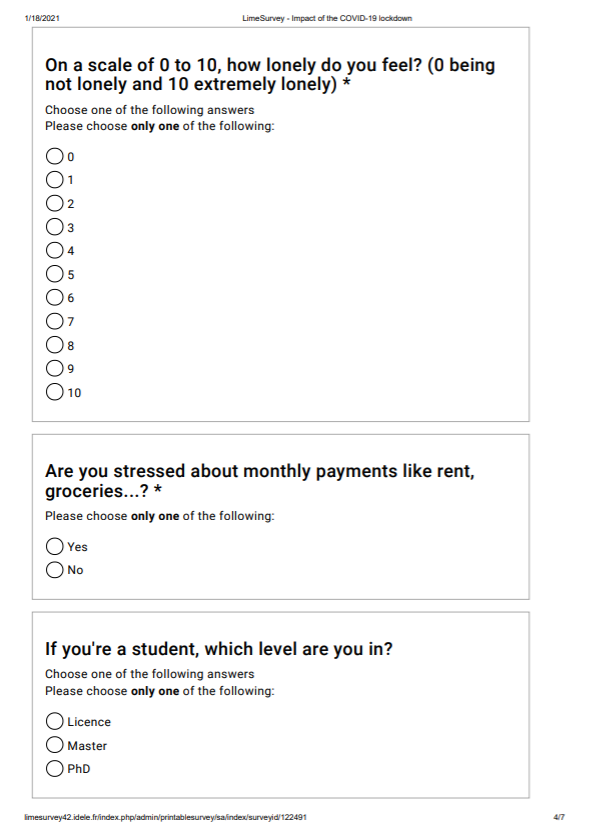 1/18/2021 LimeSurvey - Impact of the COVID-19 lockdown
On a scale of 0 to 10, how lonely do you feel? (0 being
not lonely and 10 extremely lonely) *
Choose one of the following answers
Please choose only one of the following:
0
1
2
3
4
5
6
7
8
9
10
Are you stressed about monthly payments like rent,
groceries...? *
Please choose only one of the following:
Yes
No
If you're a student, which level are you in?
Choose one of the following answers
Please choose only one of the following:
Licence
Master
PhD
limesurvey42.idele.fr/index.php/admin/printablesurvey/sa/index/surveyid/122491 4/7